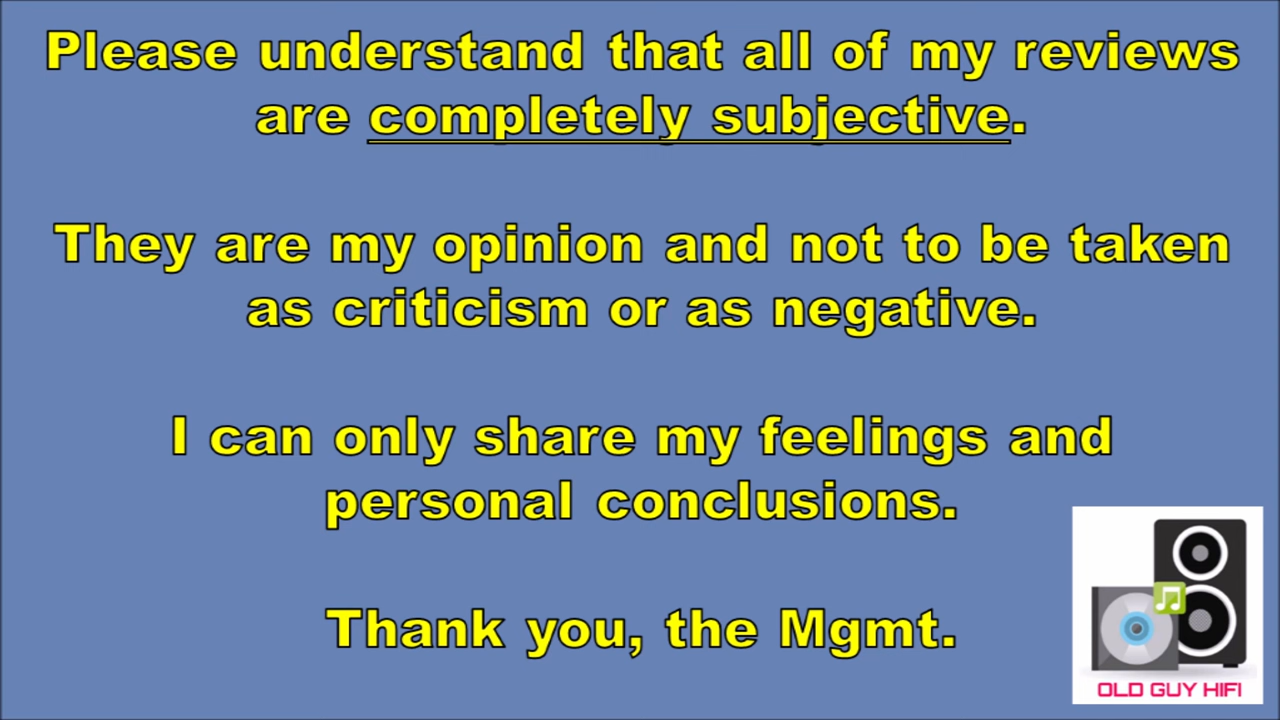 Please understand that all of my reviews
are completely subjective.
They are my opinion and not to be taken
as criticism or as negative.
I can only share my feelings and
personal conclusions.
Thank you, the Mgmt.
OLD GUY HIFI